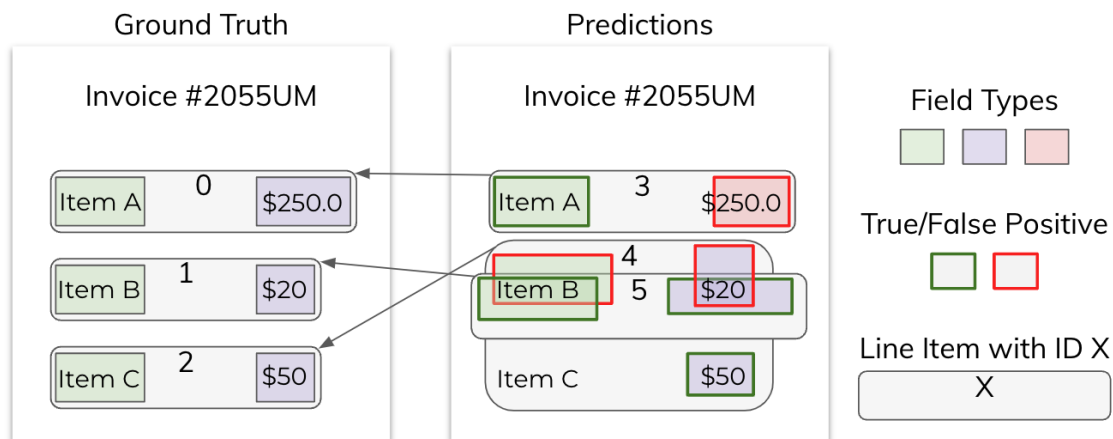 Ground Truth
Invoice #2055UM
0
Item A $250.0
1
Item B $20
2
Item C $50
Predictions
Invoice #2055UM
3
Item A $250.0
4
5
Item B $20
Item C $50
Field Types
True/False Positive
Line Item with ID X
X